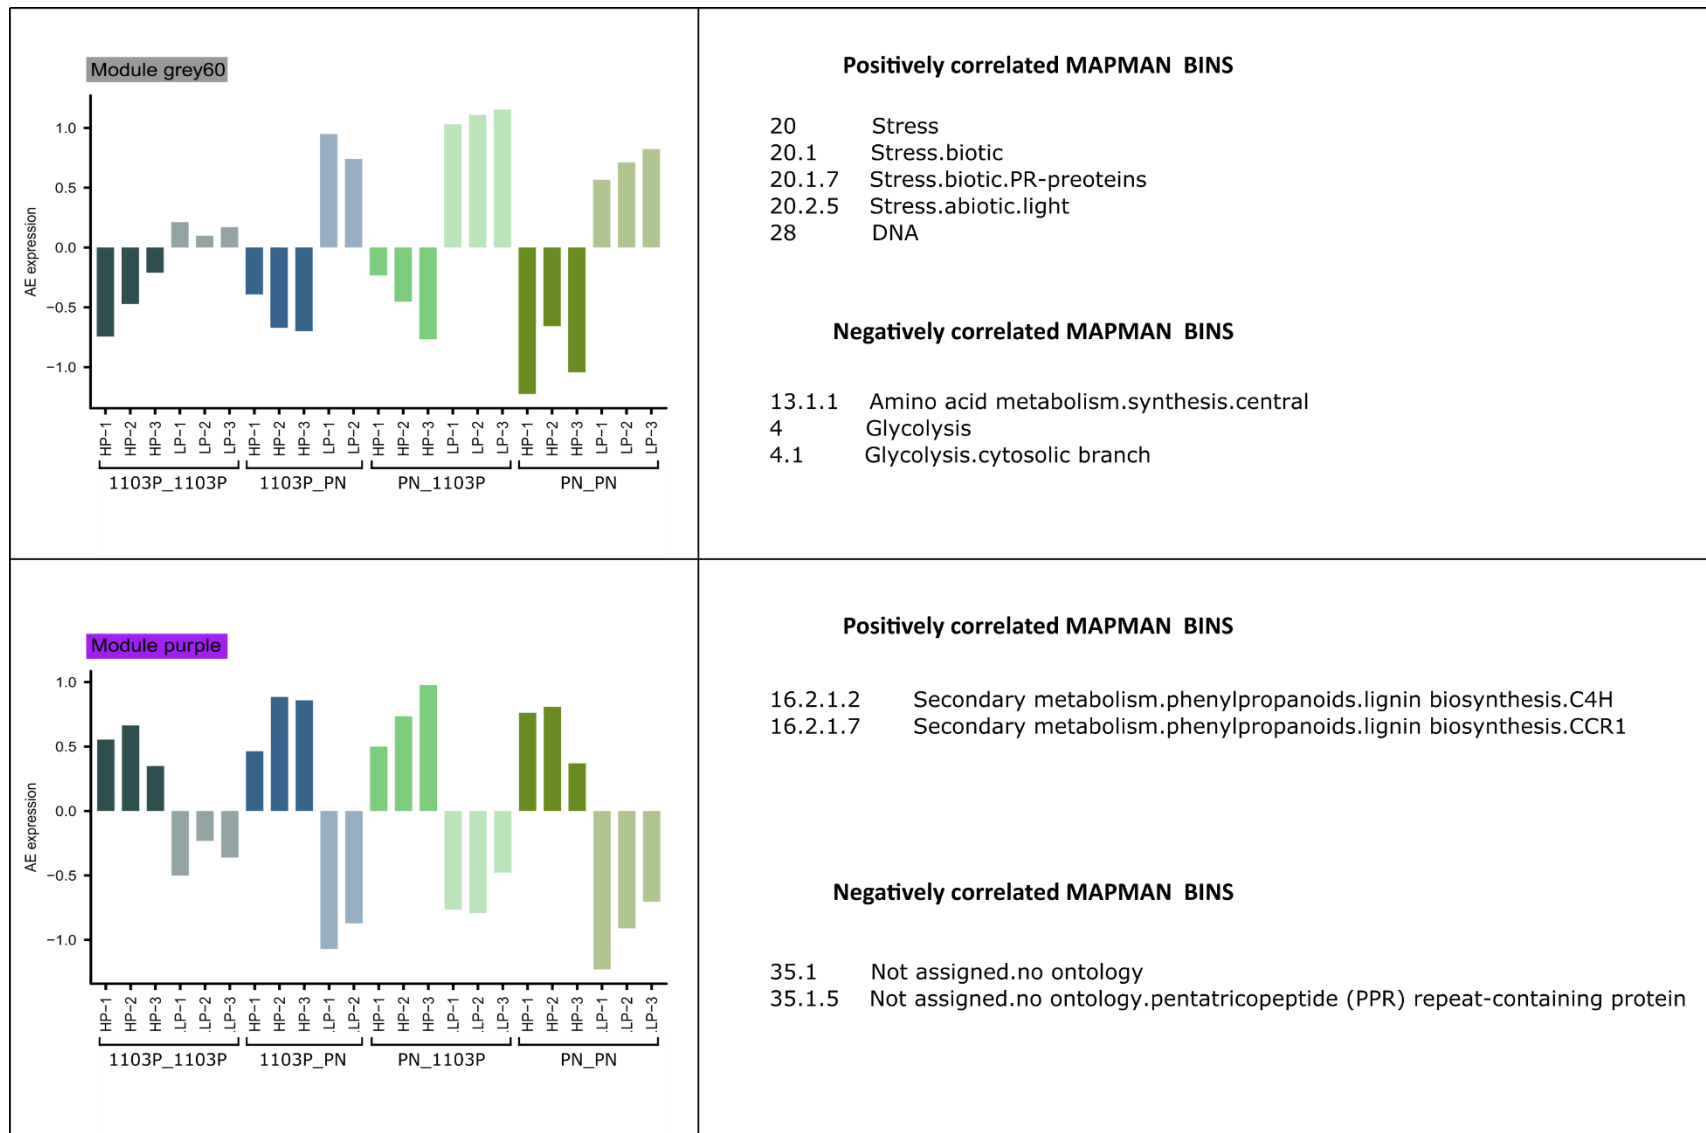 Module grey60
AE expression
1.0
0.5
0.0
−0.5
−1.0
HP−1 HP−2 HP−3 LP−1 LP−2 LP−3 HP−1 HP−2 HP−3 LP−1 LP−2 HP−1 HP−2 HP−3 LP−1 LP−2 LP−3 HP−1 HP−2 HP−3 LP−1 LP−2 LP−3
1103P_1103P 1103P_PN PN_1103P PN_PN
Positively correlated MAPMAN BINS
20 Stress
20.1 Stress.biotic
20.1.7 Stress.biotic.PR-preoteins
20.2.5 Stress.abiotic.light
28 DNA
Negatively correlated MAPMAN BINS
13.1.1 Amino acid metabolism.synthesis.central
4 Glycolysis
4.1 Glycolysis.cytosolic branch
Module purple
AE expression
1.0
0.5
0.0
−0.5
−1.0
HP−1 HP−2 HP−3 .LP−1 .LP−2 .LP−3 HP−1 HP−2 HP−3 .LP−1 .LP−2 HP−1 HP−2 HP−3 .LP−1 .LP−2 .LP−3 HP−1 HP−2 HP−3 .LP−1 .LP−2 .LP−3
1103P_1103P 1103P_PN PN_1103P PN_PN
Positively correlated MAPMAN BINS
16.2.1.2 Secondary metabolism.phenylpropanoids.lignin biosynthesis.C4H
16.2.1.7 Secondary metabolism.phenylpropanoids.lignin biosynthesis.CCR1
Negatively correlated MAPMAN BINS
35.1 Not assigned.no ontology
35.1.5 Not assigned.no ontology.pentatricopeptide (PPR) repeat-containing protein